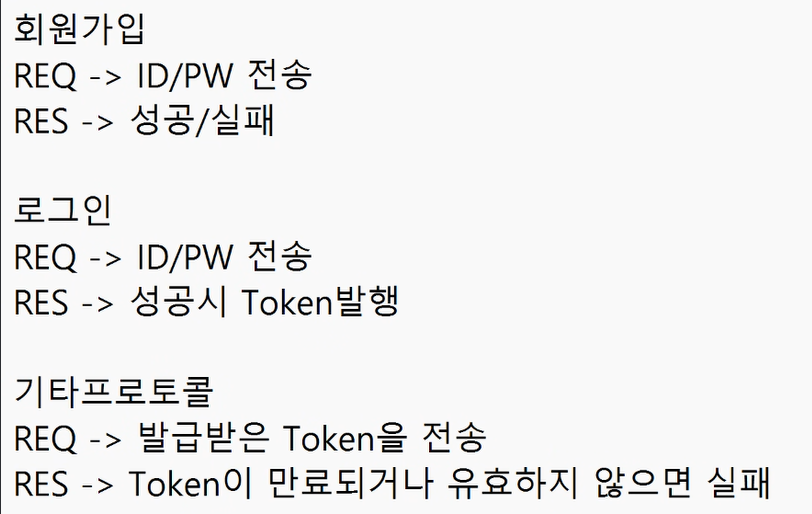 회원가입
REQ -> ID/PW 전송
RES -> 성공/실패
로그인
REQ -> ID/PW 전송
RES -> 성공시 Token발행
기타프로토콜
REQ -> 발급받은 Token을 전송
RES -> Token이 만료되거나 유효하지 않으면 실패